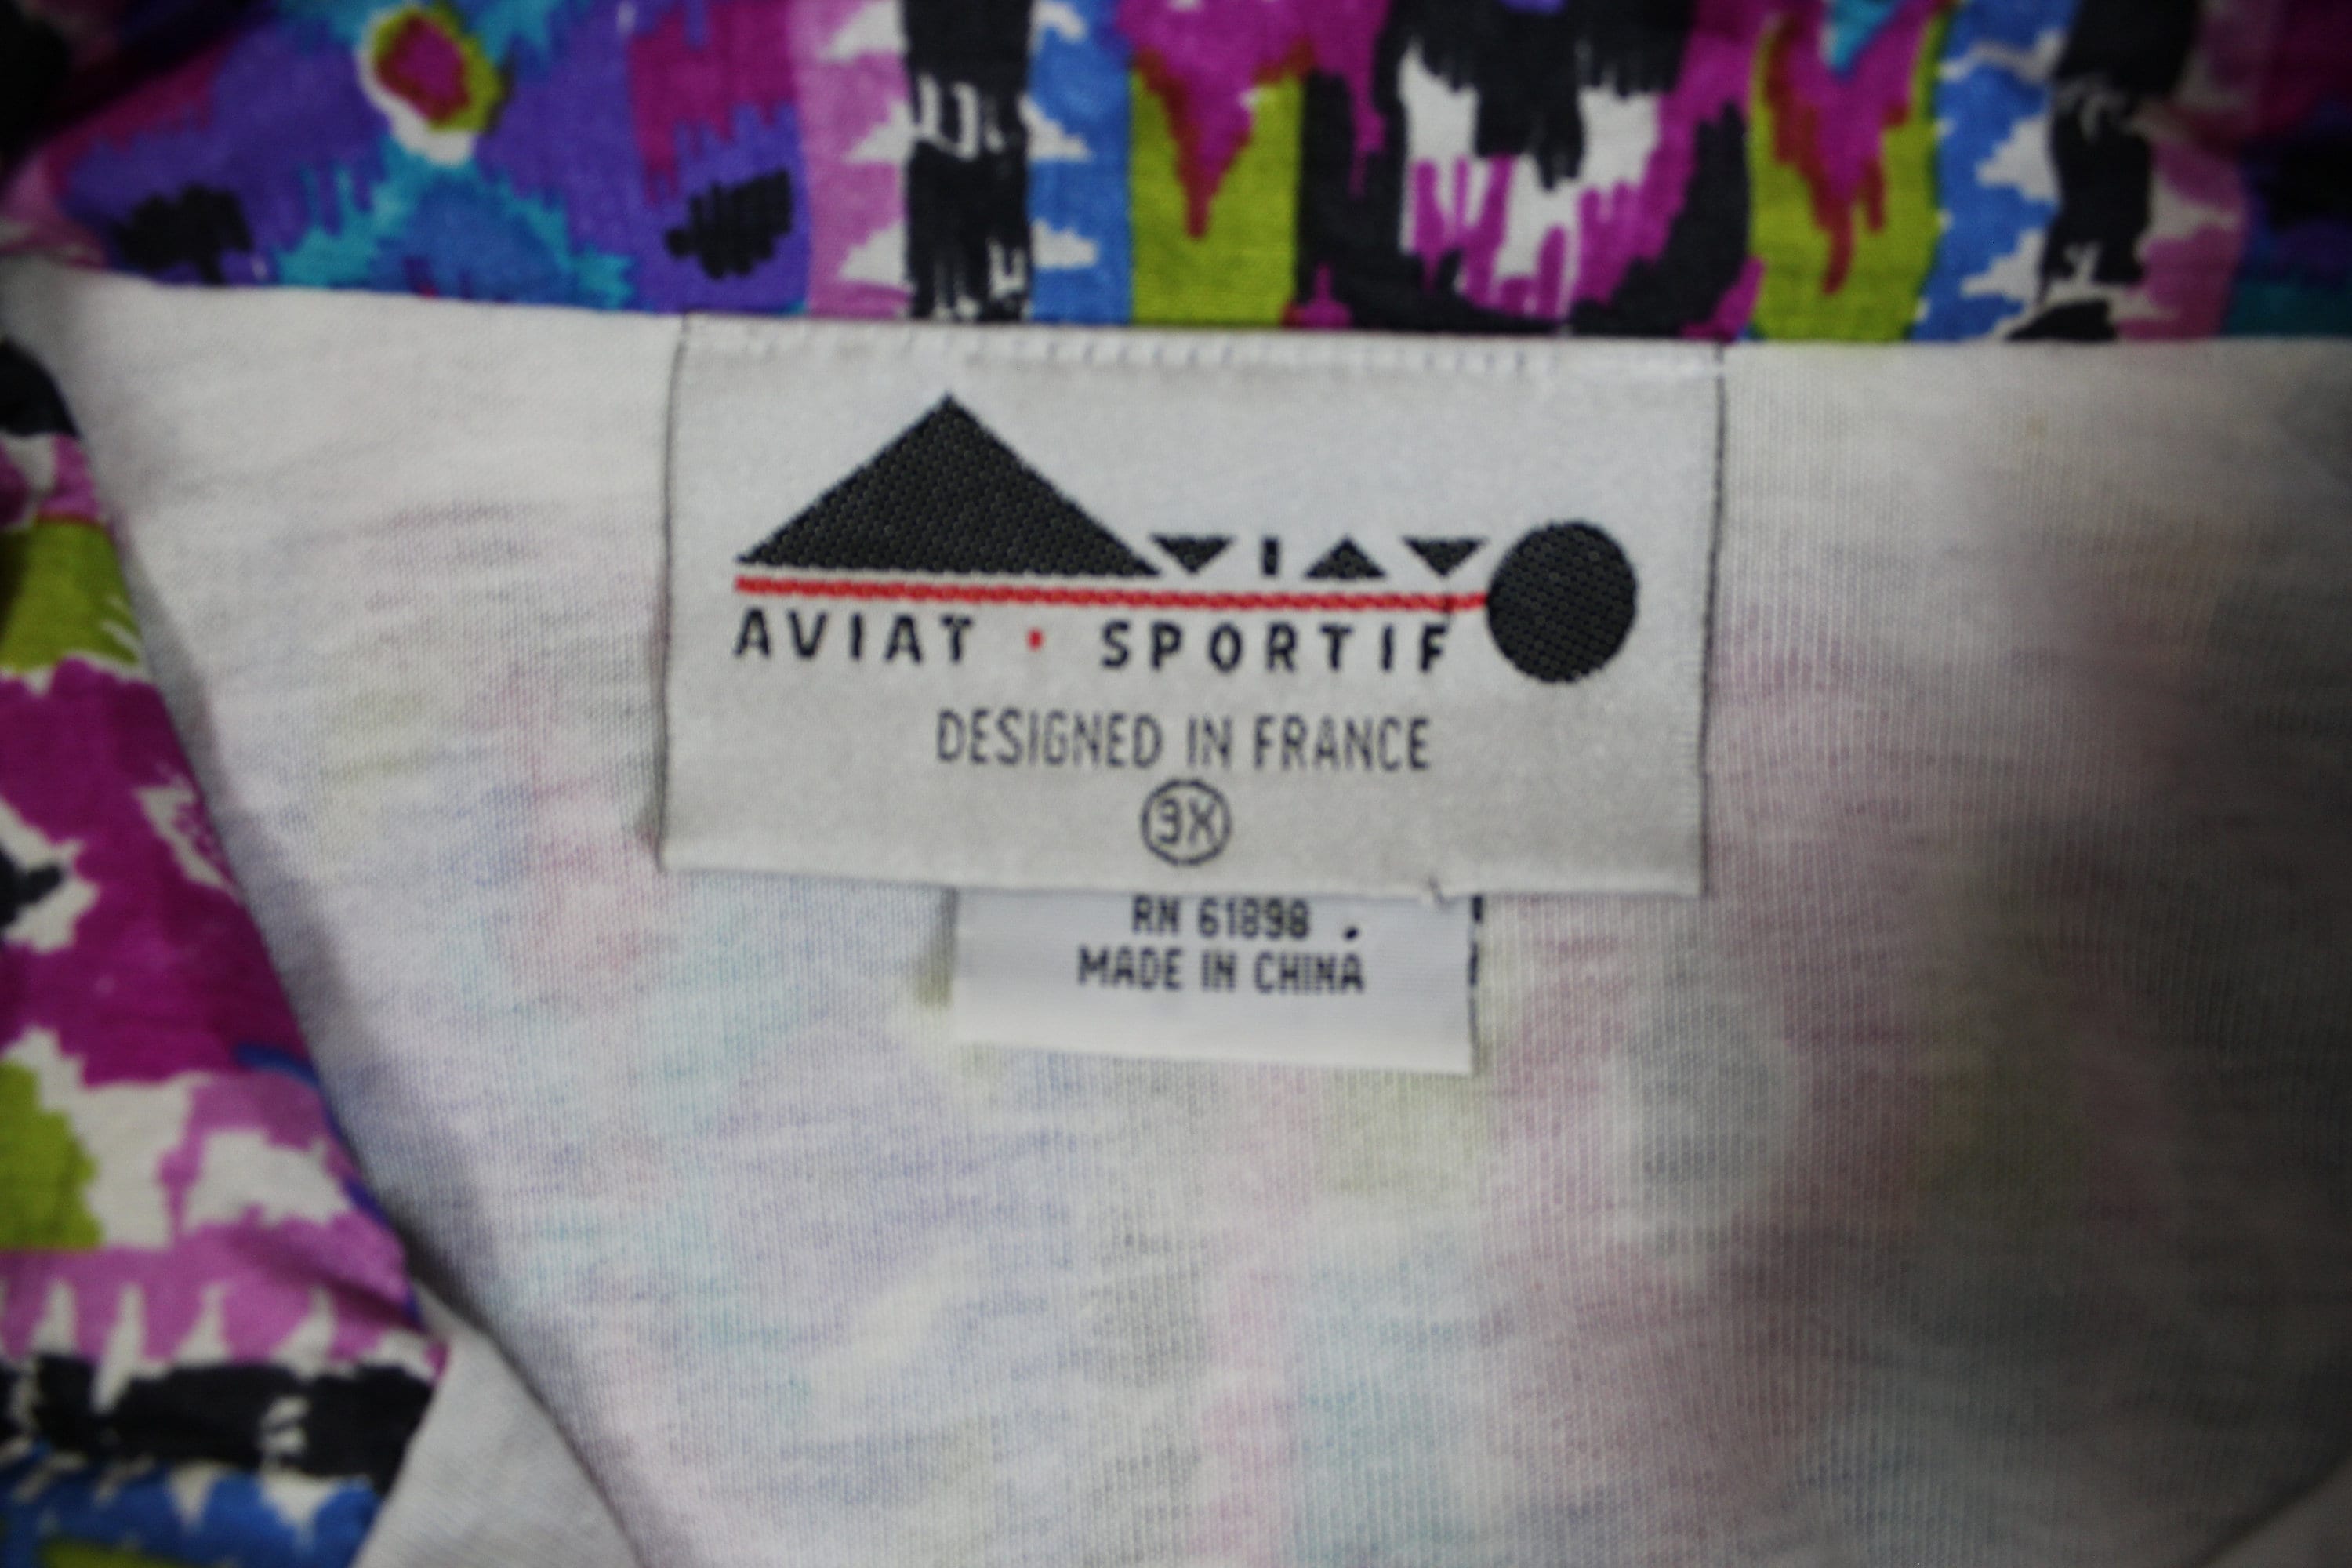 AVIAT • SPORTIF
DESIGNED IN FRANCE
3X
RN 61898
MADE IN CHINA